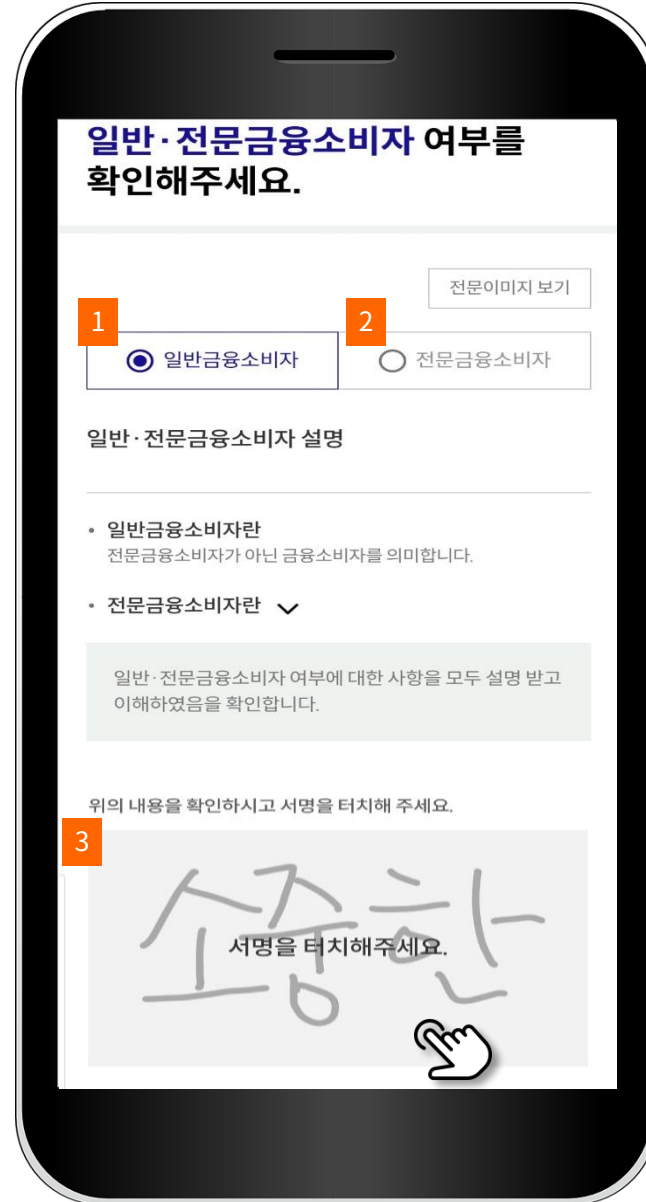 일반·전문금융소비자 여부를
확인해주세요.
전문이미지 보기
1
2
일반금융소비자
전문금융소비자
일반·전문금융소비자 설명
• 일반금융소비자란
전문금융소비자가 아닌 금융소비자를 의미합니다.
• 전문금융소비자란
일반·전문금융소비자 여부에 대한 사항을 모두 설명 받고
이해하였음을 확인합니다.
위의 내용을 확인하시고 서명을 터치해 주세요.
3
소중한
서명을 터치해주세요.